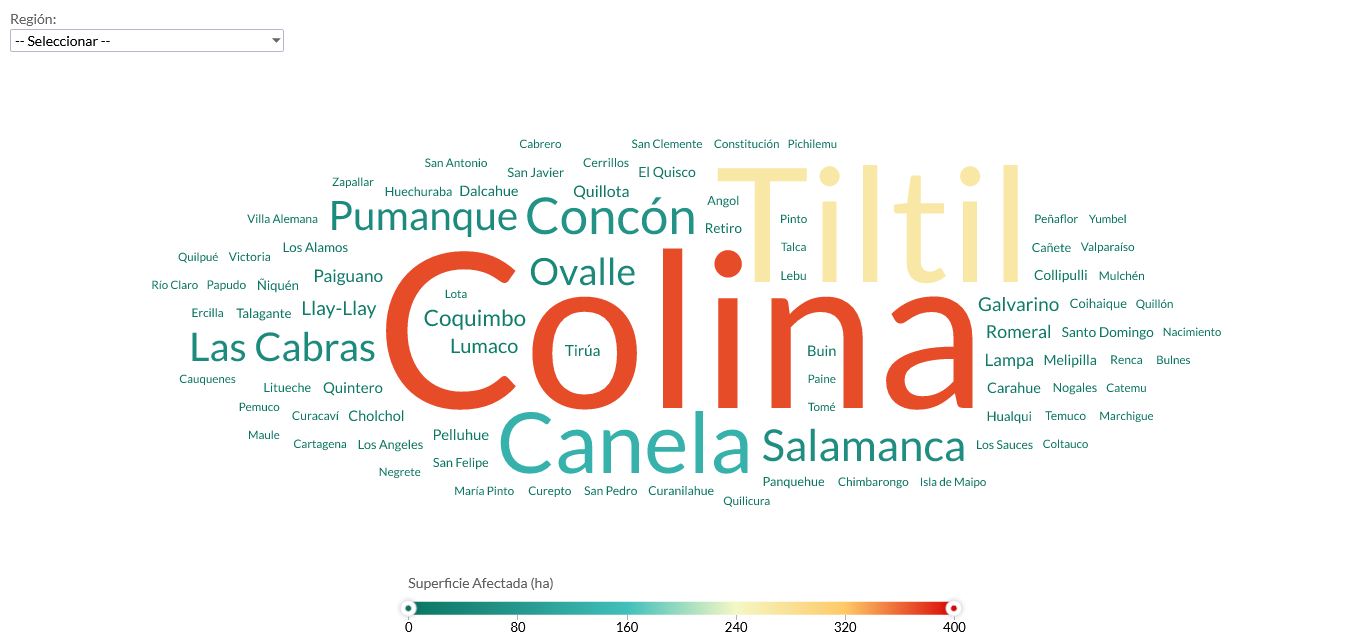 Región:
-- Seleccionar --
Cabrero San Clemente Constitución Pichilemu
San Antonio San Javier Cerrillos El Quisco
Zapallar Huechuraba Dalcahue Quillota
Tiltil
Angol
Villa Alemana Pumanque Concón Retiro Pinto Peñaflor Yumbel
Quilpué Victoria Los Alamos Talca Cañete Valparaíso
Río Claro Papudo Ñiquén Paiguano Ovalle Lebu Collipulli Mulchén
Lota
Ercilla Talagante Llay-Llay Coquimbo Galvarino Coihaique Quillón
Colina
Romeral Santo Domingo Nacimiento
Las Cabras Lumaco Tirúa Buin Lampa Melipilla Renca Bulnes
Cauquenes Litueche Quintero Paine Carahue Nogales Catemu
Pemuco Curacaví Cholchol Tomé Hualqui Temuco Marchigue
Maule Cartagena Los Angeles Pelluhue Canela Salamanca Los Sauces Coltauco
Negrete San Felipe
María Pinto Curepto San Pedro Curanilahue Panquehue Chimbarongo Isla de Maipo
Quilicura
Superficie Afectada (ha)
0 80 160 240 320 400